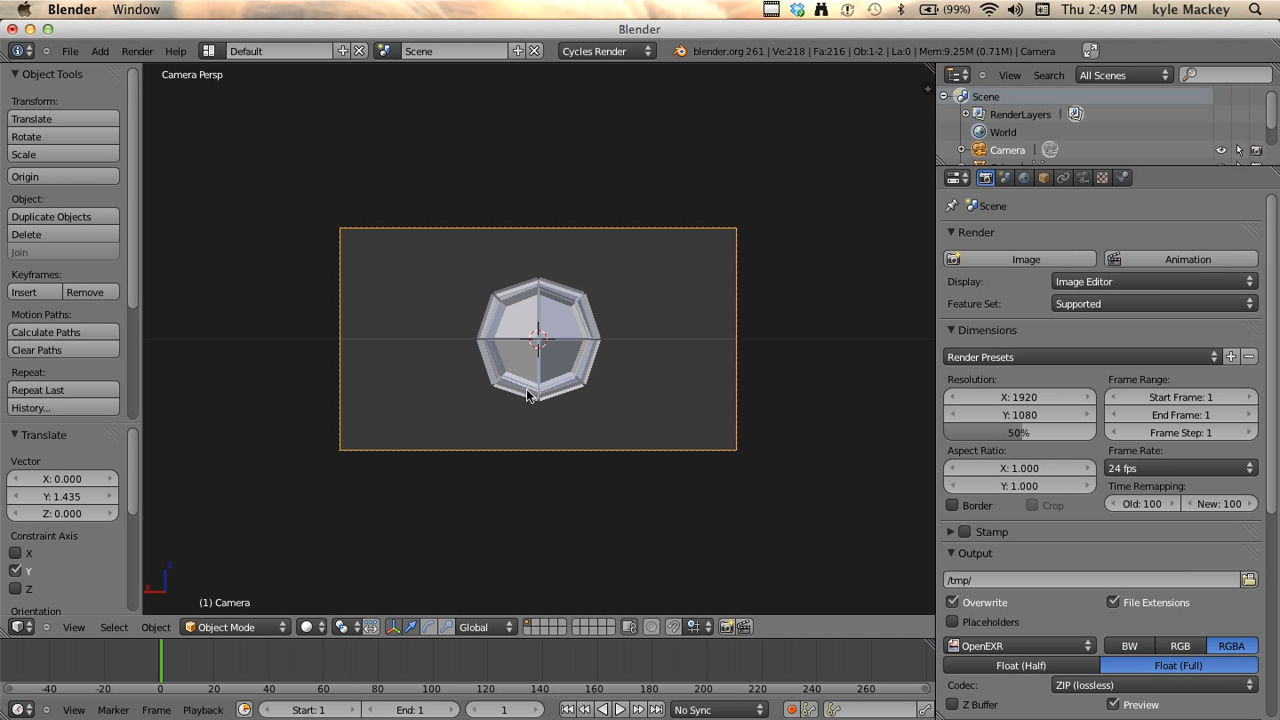 Blender Window (99%) Thu 2:49 PM kyle Mackey
Blender
File Add Render Help Default Scene Cycles Render blender.org 261 | Ve:218 | Fa:216 | Ob:1-2 | La:0 | Mem:9.25M (0.71M) | Camera
Object Tools
Transform:
Translate
Rotate
Scale
Origin
Object:
Duplicate Objects
Delete
Join
Keyframes:
Insert Remove
Motion Paths:
Calculate Paths
Clear Paths
Repeat:
Repeat Last
History...
Translate
Vector
X: 0.000
Y: 1.435
Z: 0.000
Constraint Axis
X
Y
Z
Orientation
Camera Persp
(1) Camera
View Select Object Object Mode Global
-40 -20 0 20 40 60 80 100 120 140 160 180 200 220 240 260
View Marker Frame Playback Start: 1 End: 1 1 No Sync
View Search All Scenes
Scene
RenderLayers |
World
Camera |
Scene
Render
Image Animation
Display: Image Editor
Feature Set: Supported
Dimensions
Render Presets
Resolution: Frame Range:
X: 1920 Start Frame: 1
Y: 1080 End Frame: 1
50% Frame Step: 1
Aspect Ratio: Frame Rate:
X: 1.000 24 fps
Y: 1.000 Time Remapping:
Border Crop Old: 100 New: 100
Stamp
Output
/tmp/
Overwrite File Extensions
Placeholders
OpenEXR BW RGB RGBA
Float (Half) Float (Full)
Codec: ZIP (lossless)
Z Buffer Preview